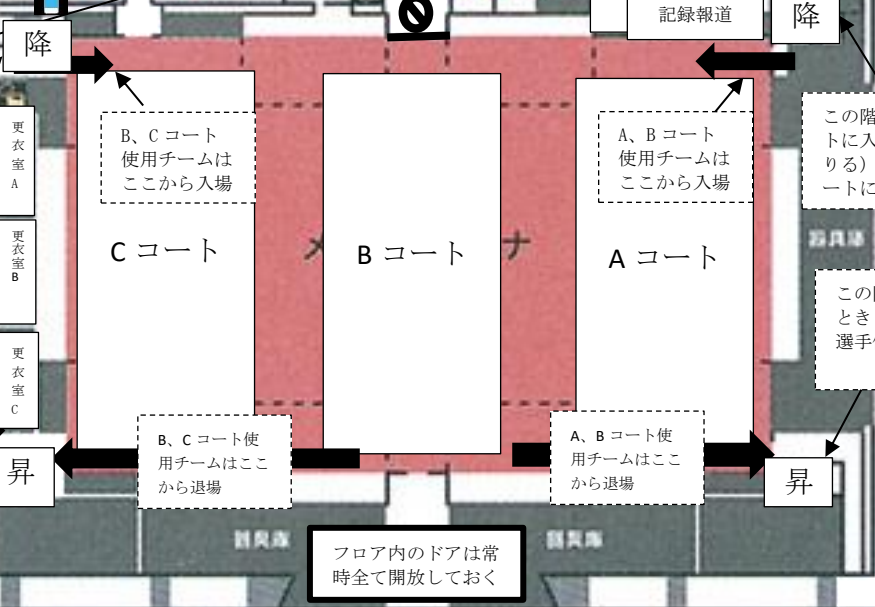 記録報道
降
降
B、C コート
使用チームは
ここから入場
A、B コート
使用チームは
ここから入場
この階
トに入
りる）
ートに
更衣室A
更衣室B
更衣室C
C コート
メ
B コート
ナ
A コート
器具庫
とき
選手
B、C コート使
用チームはここ
から退場
A、B コート使
用チームはここ
から退場
昇
昇
器具庫
器具庫
フロア内のドアは常
時全て開放しておく